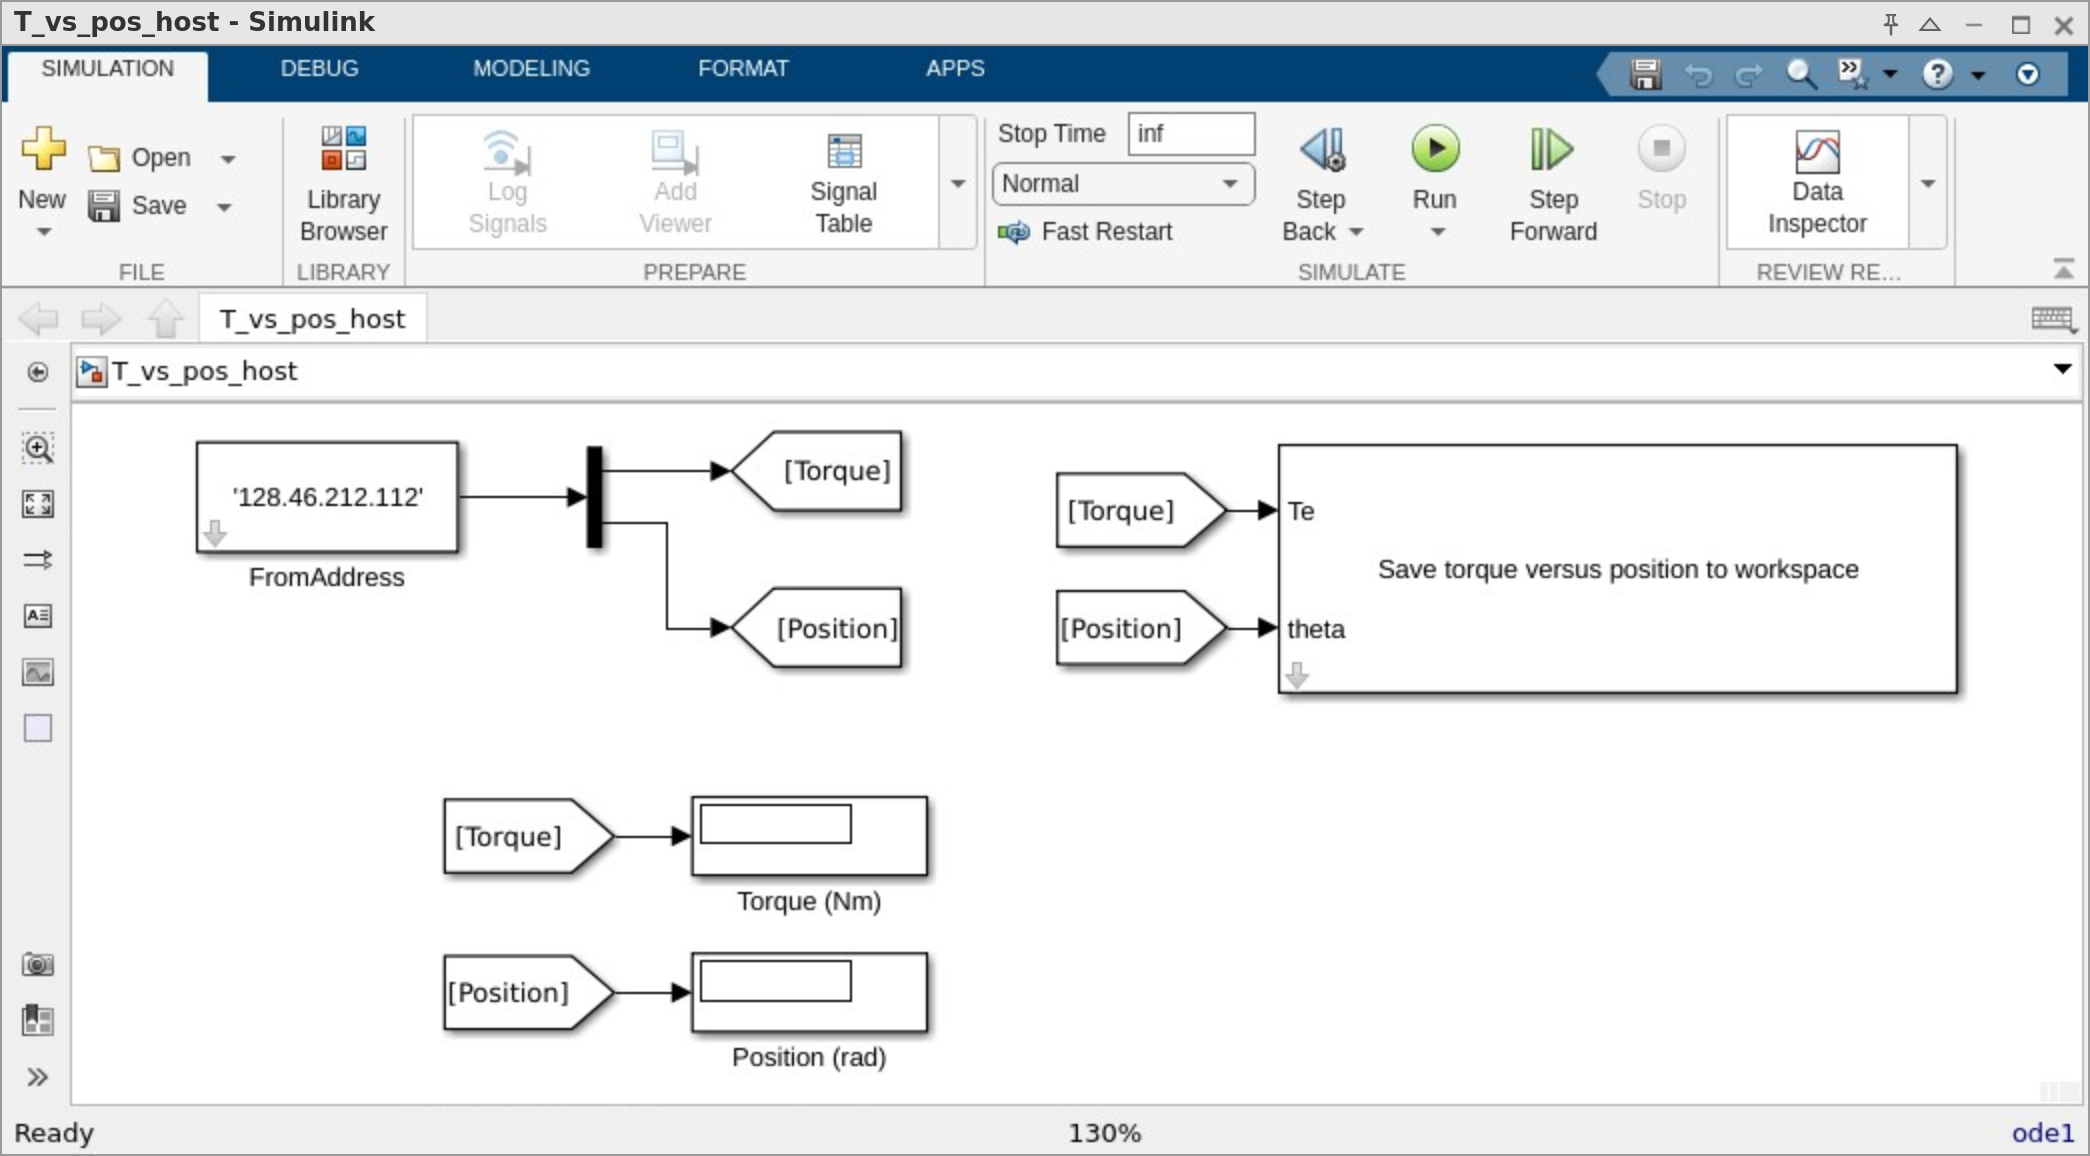 T_vs_pos_host - Simulink
SIMULATION
DEBUG
MODELING
FORMAT
APPS
New
Open
Save
FILE
Library
Browser
LIBRARY
Log
Signals
Add
Viewer
Signal
Table
PREPARE
Stop Time
inf
Normal
Fast Restart
Step
Back
Run
Step
Forward
Stop
SIMULATE
Data
Inspector
REVIEW RE...
T_vs_pos_host
T_vs_pos_host
'128.46.212.112'
FromAddress
[Torque]
[Position]
[Torque]
[Position]
Te
Save torque versus position to workspace
theta
[Torque]
Torque (Nm)
[Position]
Position (rad)
Ready
130%
ode1